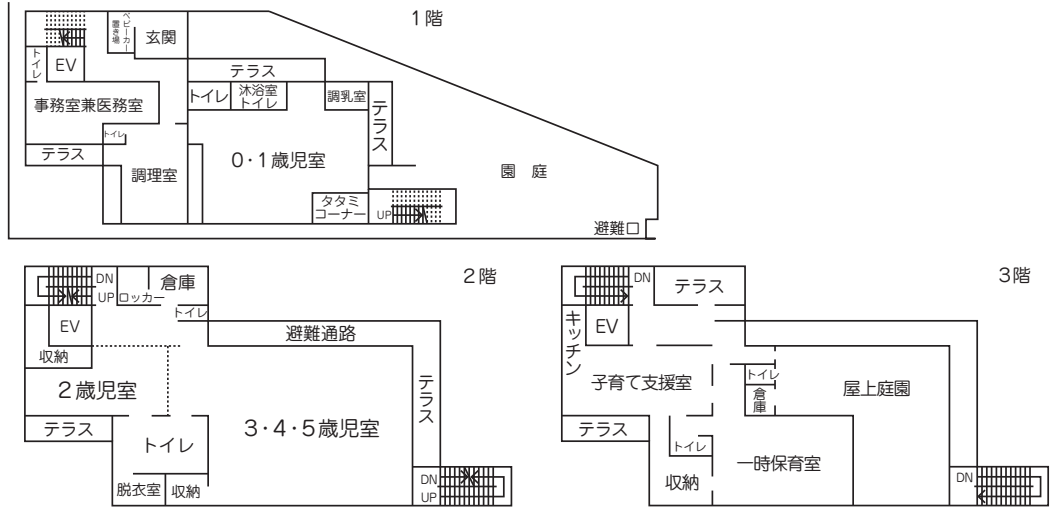 1階
ベビーカー
置き場
玄関
トイレ
EV
テラス
事務室兼医務室
トイレ
沐浴室
トイレ
調乳室
テラス
トイレ
テラス
調理室
0・1歳児室
園 庭
タタミ
コーナー
UP
避難口
2階
DN
UP
ロッカー
倉庫
トイレ
EV
避難通路
収納
2歳児室
テラス
テラス
トイレ
3・4・5歳児室
脱衣室
収納
DN
UP
3階
DN
テラス
キッチン
EV
子育て支援室
トイレ
倉庫
屋上庭園
テラス
トイレ
一時保育室
収納
DN